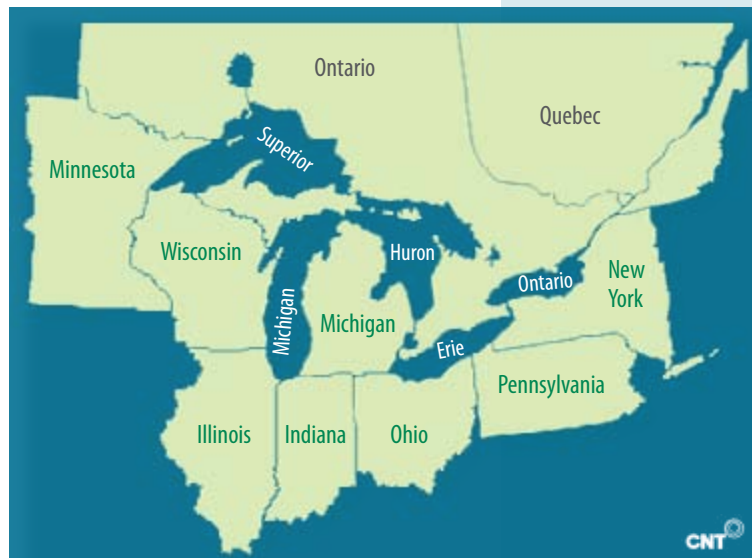 Ontario
Quebec
Superior
Minnesota
Wisconsin
Huron
Michigan
Michigan
Ontario
New
York
Erie
Pennsylvania
Illinois
Indiana
Ohio
CNT